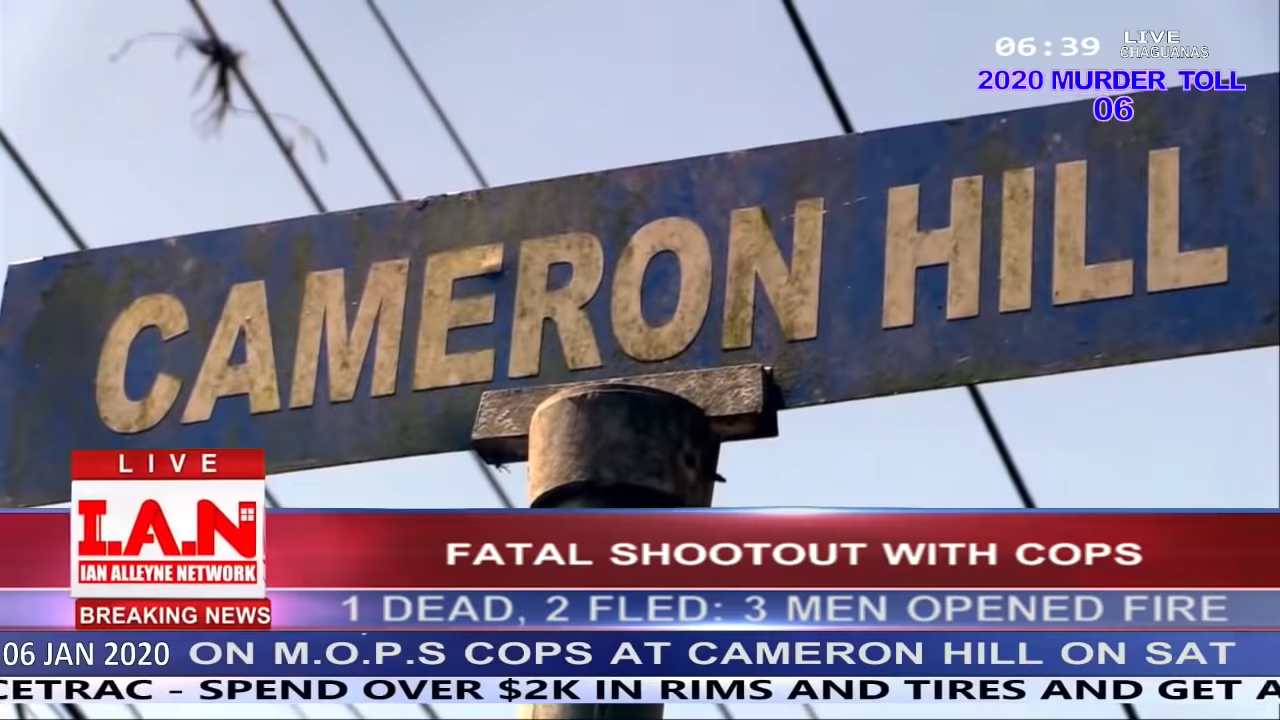 06:39 LIVE
CHAGUANAS
2020 MURDER TOLL
06
CAMERON HILL
LIVE
I.A.N
IAN ALLEYNE NETWORK
BREAKING NEWS
FATAL SHOOTOUT WITH COPS
1 DEAD, 2 FLED: 3 MEN OPENED FIRE
06 JAN 2020 ON M.O.P.S COPS AT CAMERON HILL ON SAT
CETRAC - SPEND OVER $2K IN RIMS AND TIRES AND GET A